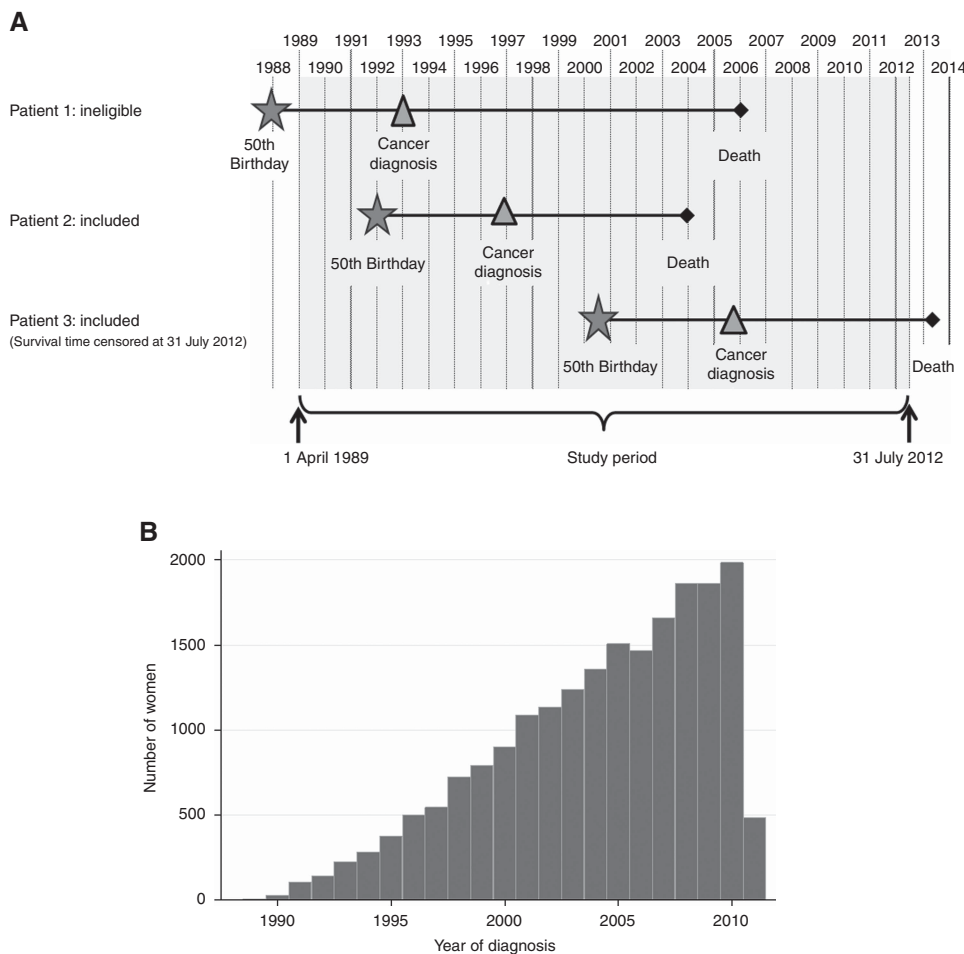 A
1989 1991 1993 1995 1997 1999 2001 2003 2005 2007 2009 2011 2013
1988 1990 1992 1994 1996 1998 2000 2002 2004 2006 2008 2010 2012 2014
Patient 1: ineligible
50th
Birthday
Cancer
diagnosis
Death
Patient 2: included
50th Birthday
Cancer
diagnosis
Death
Patient 3: included
(Survival time censored at 31 July 2012)
50th Birthday
Cancer
diagnosis
Death
1 April 1989
Study period
31 July 2012
B
Number of women
2000
1500
1000
500
0
1990 1995 2000 2005 2010
Year of diagnosis